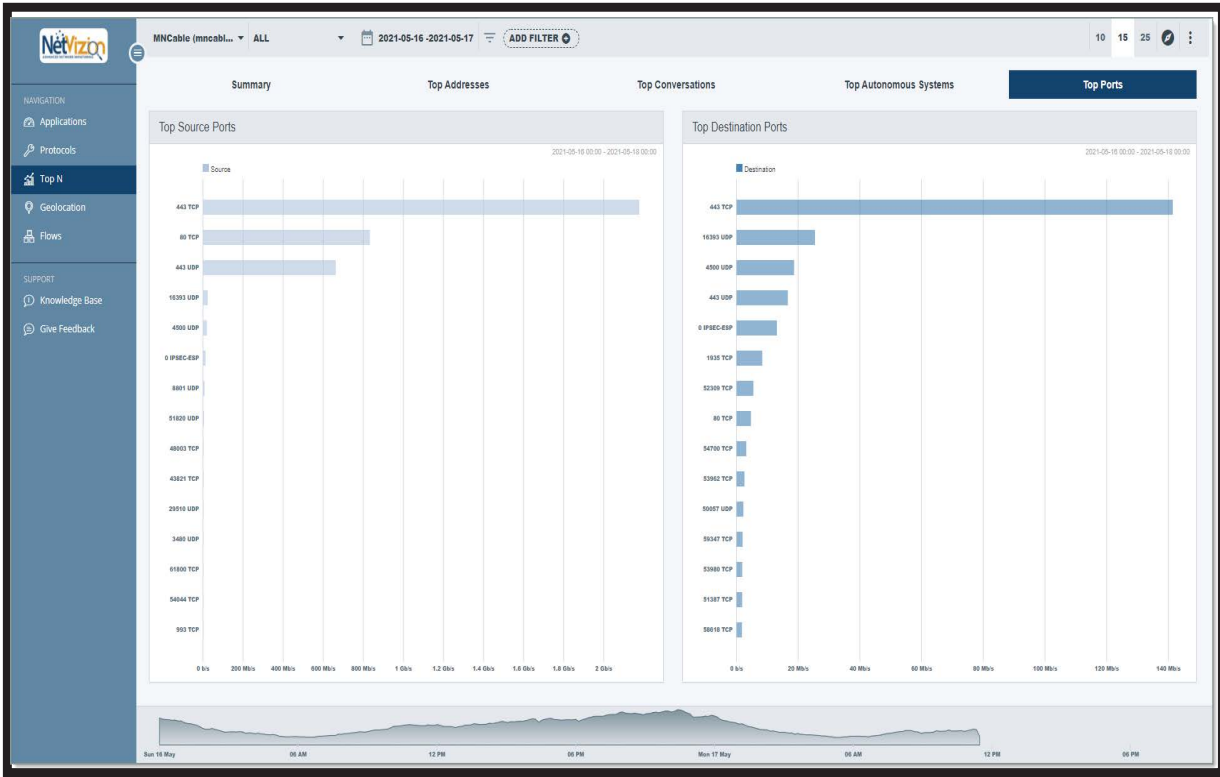 NetVizion
ADVANCED NETWORK MONITORING
MNCable (mncabl... ALL 2021-05-16 -2021-05-17 ADD FILTER 10 15 25
Summary Top Addresses Top Conversations Top Autonomous Systems Top Ports
NAVIGATION
Applications
Protocols
Top N
Geolocation
Flows
SUPPORT
Knowledge Base
Give Feedback
Top Source Ports
2021-05-16 00:00 - 2021-05-18 00:00
Source
443 TCP
80 TCP
443 UDP
16393 UDP
4500 UDP
0 IPSEC-ESP
8801 UDP
51820 UDP
48003 TCP
43821 TCP
29510 UDP
3480 UDP
61800 TCP
54044 TCP
993 TCP
0 b/s 200 Mb/s 400 Mb/s 600 Mb/s 800 Mb/s 1 Gb/s 1.2 Gb/s 1.4 Gb/s 1.6 Gb/s 1.8 Gb/s 2 Gb/s
Top Destination Ports
2021-05-16 00:00 - 2021-05-18 00:00
Destination
443 TCP
16393 UDP
4500 UDP
443 UDP
0 IPSEC-ESP
1935 TCP
52309 TCP
80 TCP
54700 TCP
53962 TCP
50057 UDP
59347 TCP
53980 TCP
51387 TCP
58618 TCP
0 b/s 20 Mb/s 40 Mb/s 60 Mb/s 80 Mb/s 100 Mb/s 120 Mb/s 140 Mb/s
Sun 16 May 06 AM 12 PM 06 PM Mon 17 May 06 AM 12 PM 06 PM